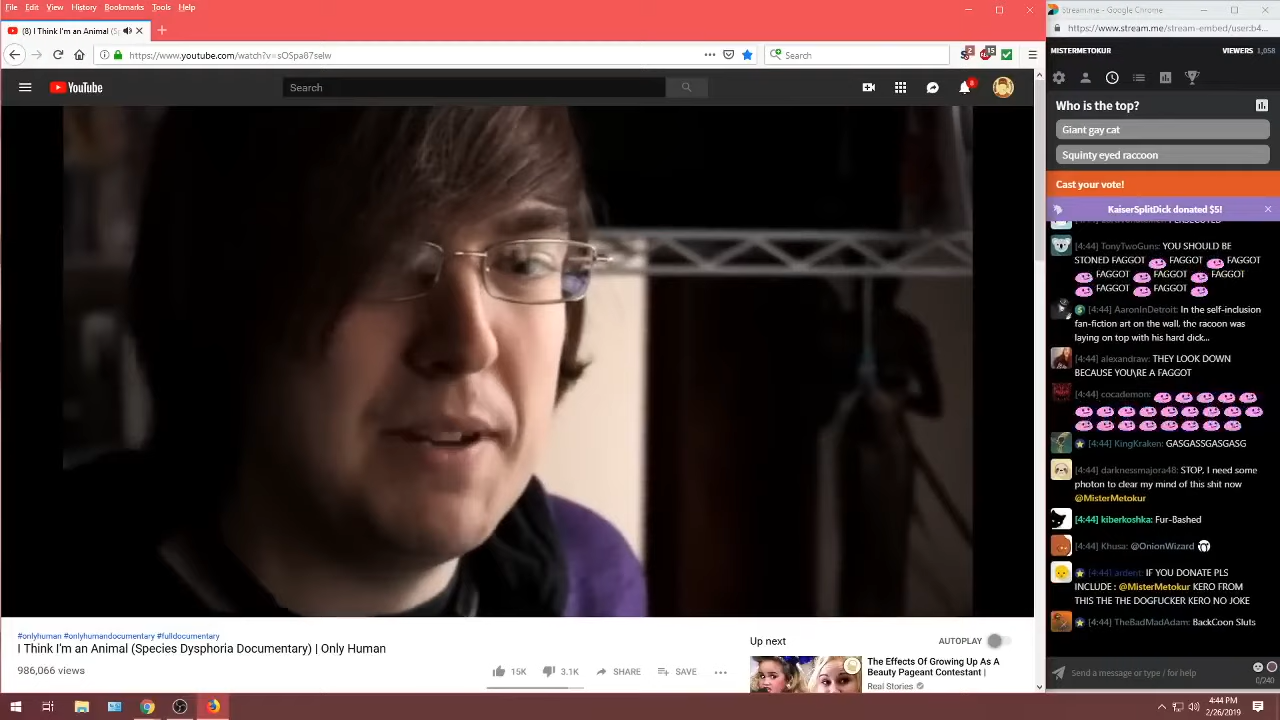 File Edit View History Bookmarks Tools Help
(8) I Think I'm an Animal (S
https://www.youtube.com/watch?v=sOSpa87selw
Search
2
15
YouTube
Search
8
#onlyhuman #onlyhumandocumentary #fulldocumentary
I Think I'm an Animal (Species Dysphoria Documentary) | Only Human
986,066 views
15K
3.1K
SHARE
SAVE
Up next
AUTOPLAY
The Effects Of Growing Up As A
Beauty Pageant Contestant |
Real Stories
Stream.me - Google Chrome
https://www.stream.me/stream-embed/user:b4...
MISTERMETOKUR
VIEWERS 1,058
Who is the top?
Giant gay cat
Squinty eyed raccoon
Cast your vote!
KaiserSplitDick donated $5!
[4:44] TonyTwoGuns: YOU SHOULD BE
STONED FAGGOT FAGGOT FAGGOT
FAGGOT FAGGOT FAGGOT
FAGGOT FAGGOT
[4:44] AaronInDetroit: In the self-inclusion
fan-fiction art on the wall, the racoon was
laying on top with his hard dick...
[4:44] alexandraw: THEY LOOK DOWN
BECAUSE YOU\RE A FAGGOT
[4:44] cocademon:
[4:44] KingKraken: GASGASSGASGASG
[4:44] darknessmajora48: STOP, I need some
photon to clear my mind of this shit now
@MisterMetokur
[4:44] kiberkoshka: Fur-Bashed
[4:44] Khusa: @OnionWizard
[4:44] ardent: IF YOU DONATE PLS
INCLUDE : @MisterMetokur KERO FROM
THIS THE THE DOGFUCKER KERO NO JOKE
[4:44] TheBadMadAdam: BackCoon Sluts
Send a message or type / for help
0/240
4:44 PM
2/26/2019